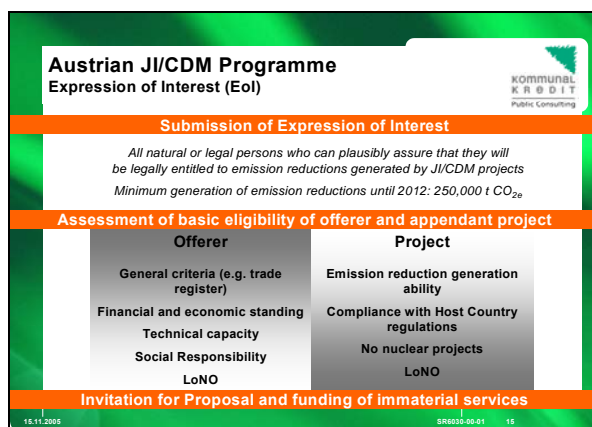 Austrian JI/CDM Programme
Expression of Interest (EoI)
KOMMUNAL
KREDIT
Public Consulting
Submission of Expression of Interest
All natural or legal persons who can plausibly assure that they will
be legally entitled to emission reductions generated by JI/CDM projects
Minimum generation of emission reductions until 2012: 250,000 t CO2e
Assessment of basic eligibility of offerer and appendant project
Offerer
General criteria (e.g. trade
register)
Financial and economic standing
Technical capacity
Social Responsibility
LoNO
Project
Emission reduction generation
ability
Compliance with Host Country
regulations
No nuclear projects
LoNO
Invitation for Proposal and funding of immaterial services
15.11.2005
SR6030-00-01 15